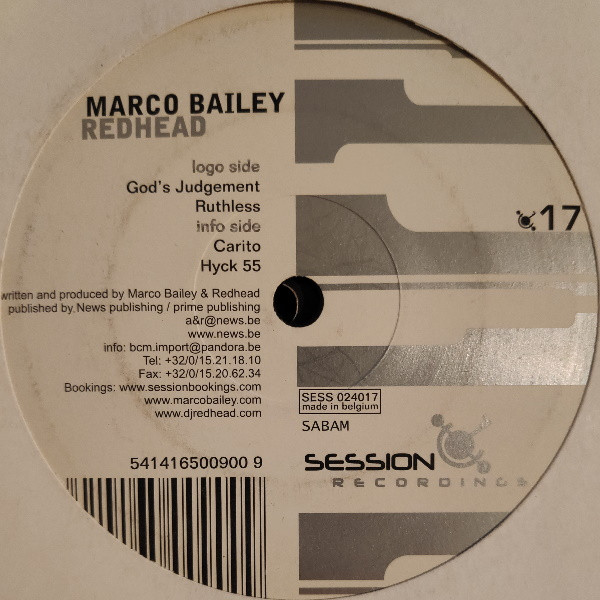 MARCO BAILEY
REDHEAD
logo side
God's Judgement
Ruthless
info side
Carito
Hyck 55
written and produced by Marco Bailey & Redhead
published by News publishing / prime publishing
a&r@news.be
www.news.be
info: bcm.import@pandora.be
Tel: +32/0/15.21.18.10
Fax: +32/0/15.20.62.34
Bookings: www.sessionbookings.com
www.marcobailey.com
www.djredhead.com
541416500900 9
17
SESS 024017
made in belgium
SABAM
SESSION
RECORDINGS